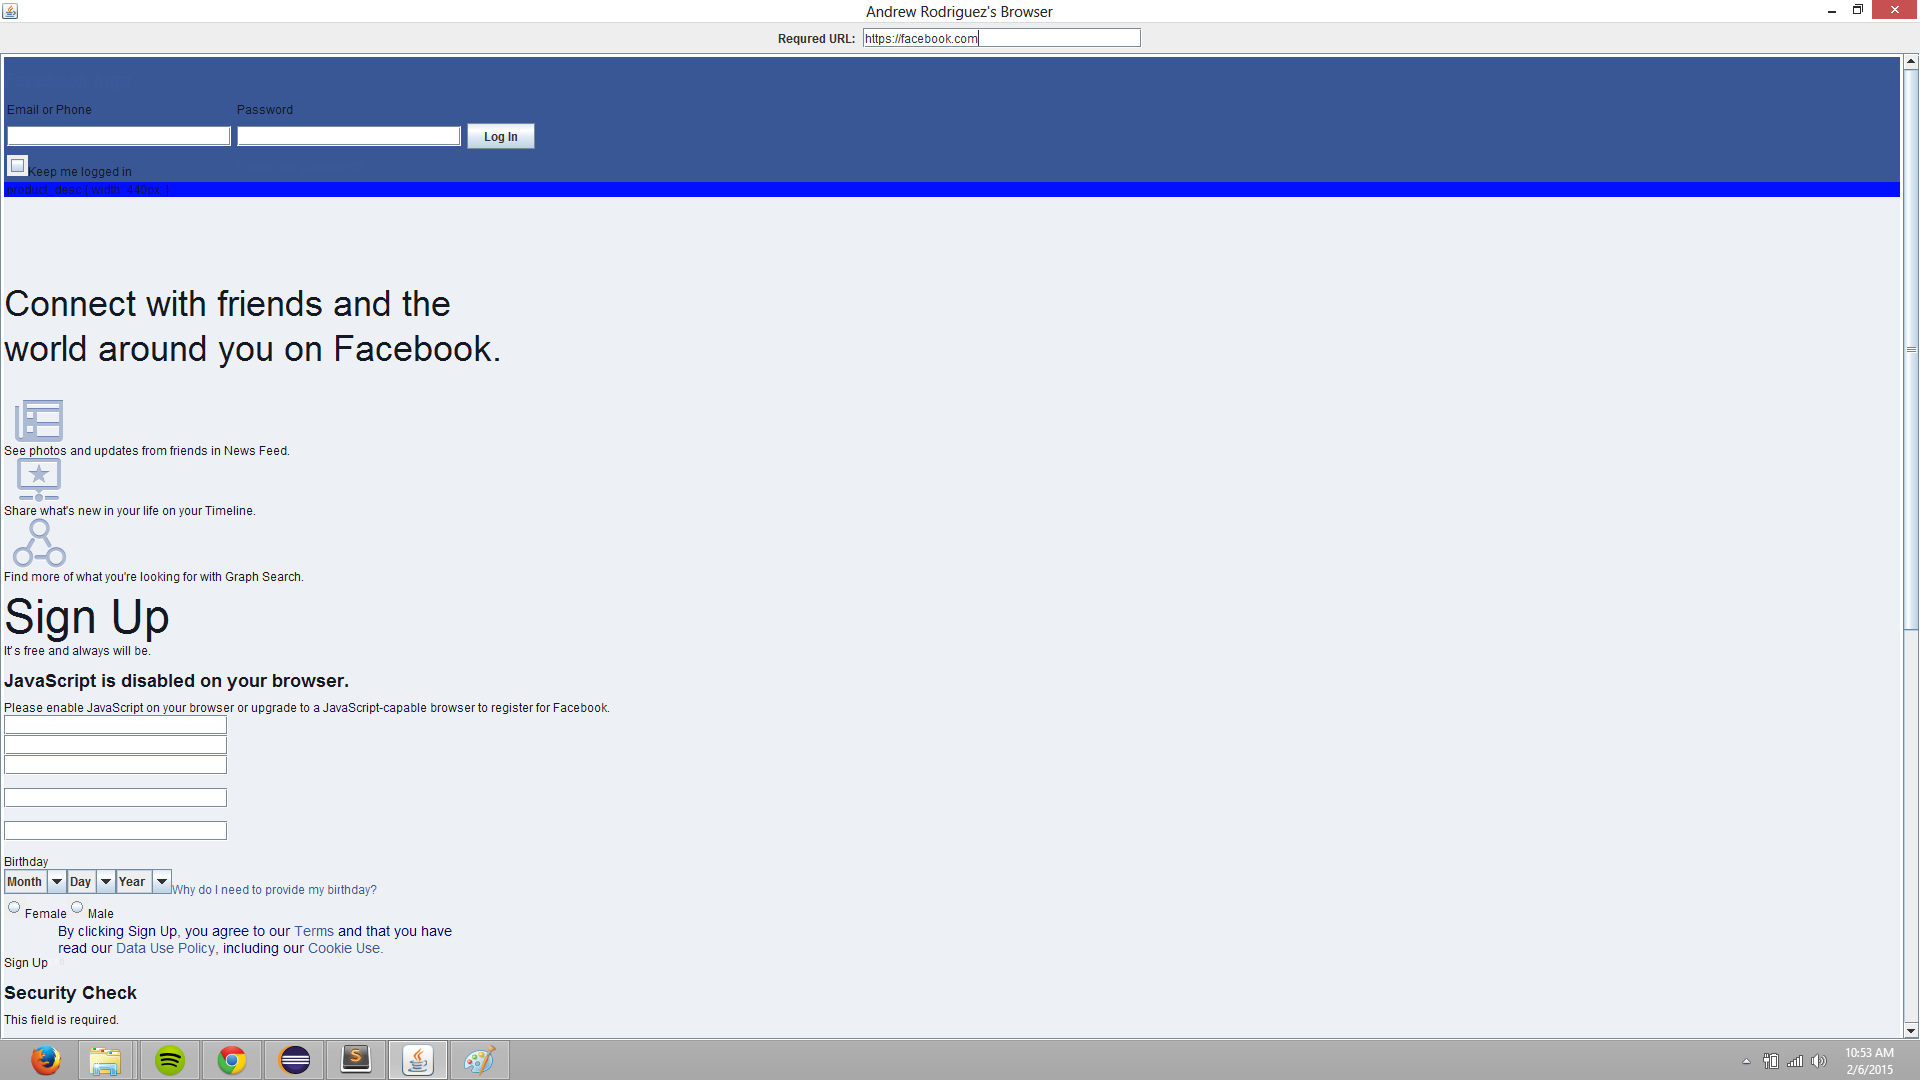 Andrew Rodriguez's Browser
Requred URL: https://facebook.com
Email or Phone Password
Log In
Keep me logged in
product_desc { width: 440px; }
Connect with friends and the
world around you on Facebook.
See photos and updates from friends in News Feed.
Share what's new in your life on your Timeline.
Find more of what you're looking for with Graph Search.
Sign Up
It's free and always will be.
JavaScript is disabled on your browser.
Please enable JavaScript on your browser or upgrade to a JavaScript-capable browser to register for Facebook.
Birthday
Month Day Year Why do I need to provide my birthday?
Female Male
By clicking Sign Up, you agree to our Terms and that you have
read our Data Use Policy, including our Cookie Use.
Sign Up
Security Check
This field is required.
S
10:53 AM
2/6/2015